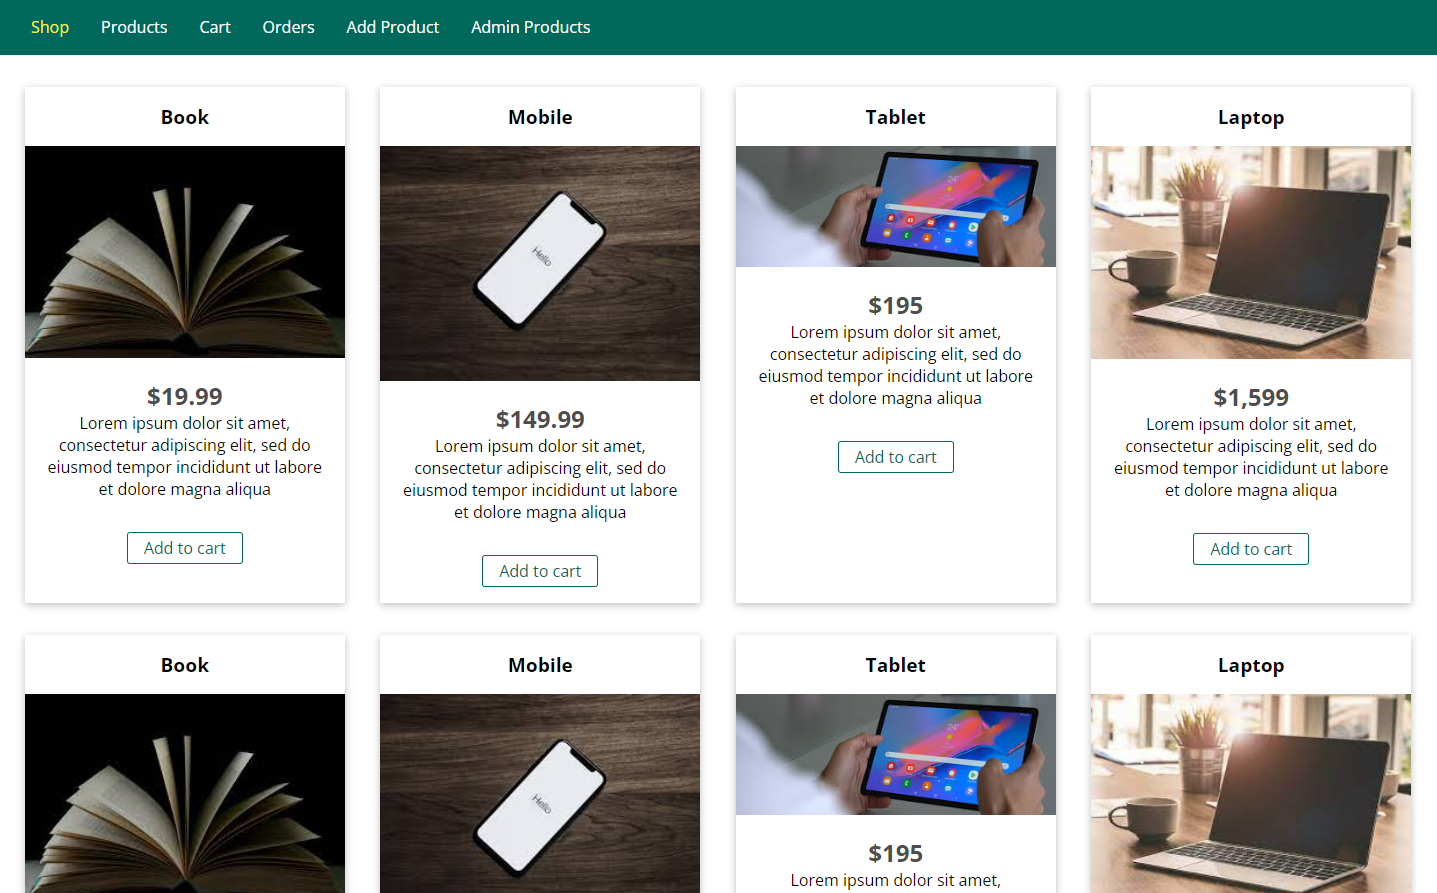 Shop Products Cart Orders Add Product Admin Products
Book
$19.99
Lorem ipsum dolor sit amet,
consectetur adipiscing elit, sed do
eiusmod tempor incididunt ut labore
et dolore magna aliqua
Add to cart
Mobile
Hello
$149.99
Lorem ipsum dolor sit amet,
consectetur adipiscing elit, sed do
eiusmod tempor incididunt ut labore
et dolore magna aliqua
Add to cart
Tablet
24°
$195
Lorem ipsum dolor sit amet,
consectetur adipiscing elit, sed do
eiusmod tempor incididunt ut labore
et dolore magna aliqua
Add to cart
Laptop
$1,599
Lorem ipsum dolor sit amet,
consectetur adipiscing elit, sed do
eiusmod tempor incididunt ut labore
et dolore magna aliqua
Add to cart
Book
Mobile
Hello
Tablet
24°
$195
Lorem ipsum dolor sit amet,
Laptop